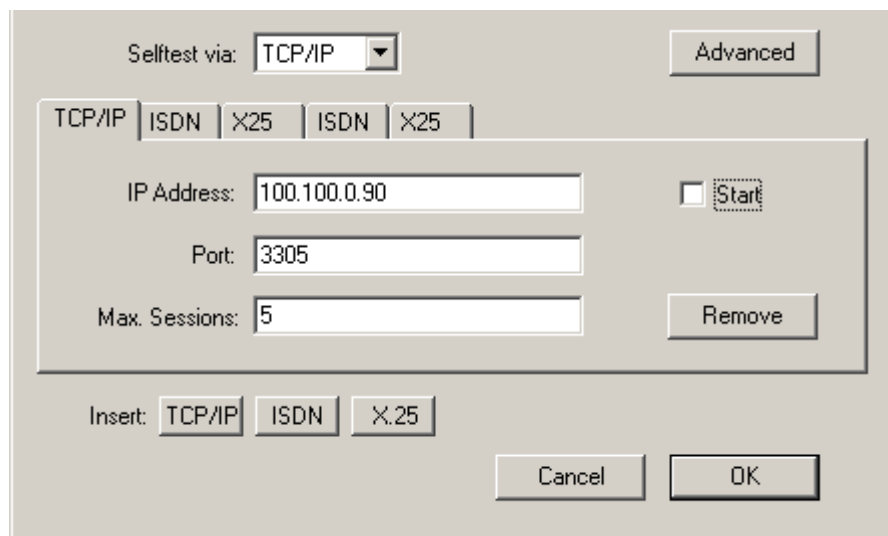 Selftest via: TCP/IP Advanced
TCP/IP ISDN X25 ISDN X25
IP Address: 100.100.0.90 Start
Port: 3305
Max. Sessions: 5 Remove
Insert: TCP/IP ISDN X.25
Cancel OK